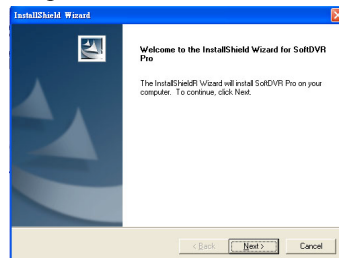 InstallShield Wizard
Welcome to the InstallShield Wizard for SoftDVR
Pro
The InstallShieldR Wizard will install SoftDVR Pro on your
computer. To continue, click Next.
< Back
Next >
Cancel